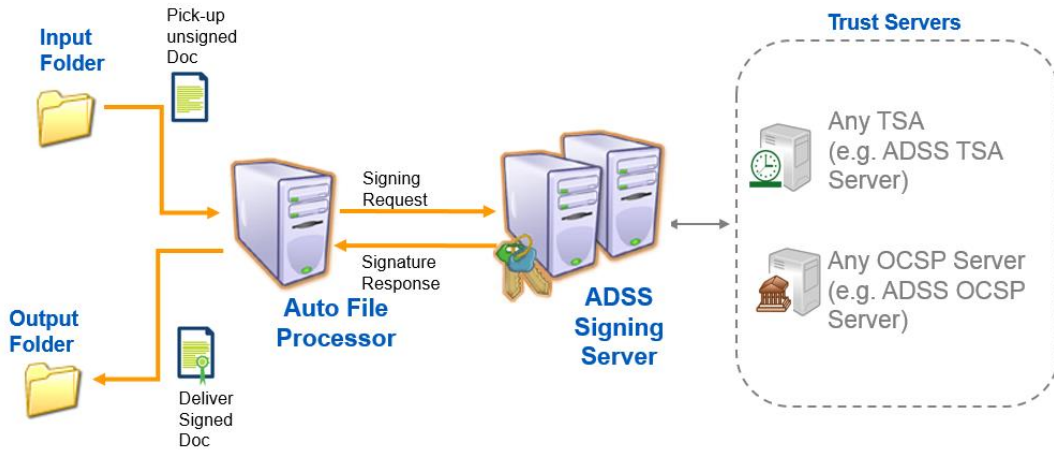 Input
Folder
Pick-up
unsigned
Doc
Auto File
Processor
Signing
Request
Signature
Response
ADSS
Signing
Server
Output
Folder
Deliver
Signed
Doc
Trust Servers
Any TSA
(e.g. ADSS TSA
Server)
Any OCSP Server
(e.g. ADSS OCSP
Server)